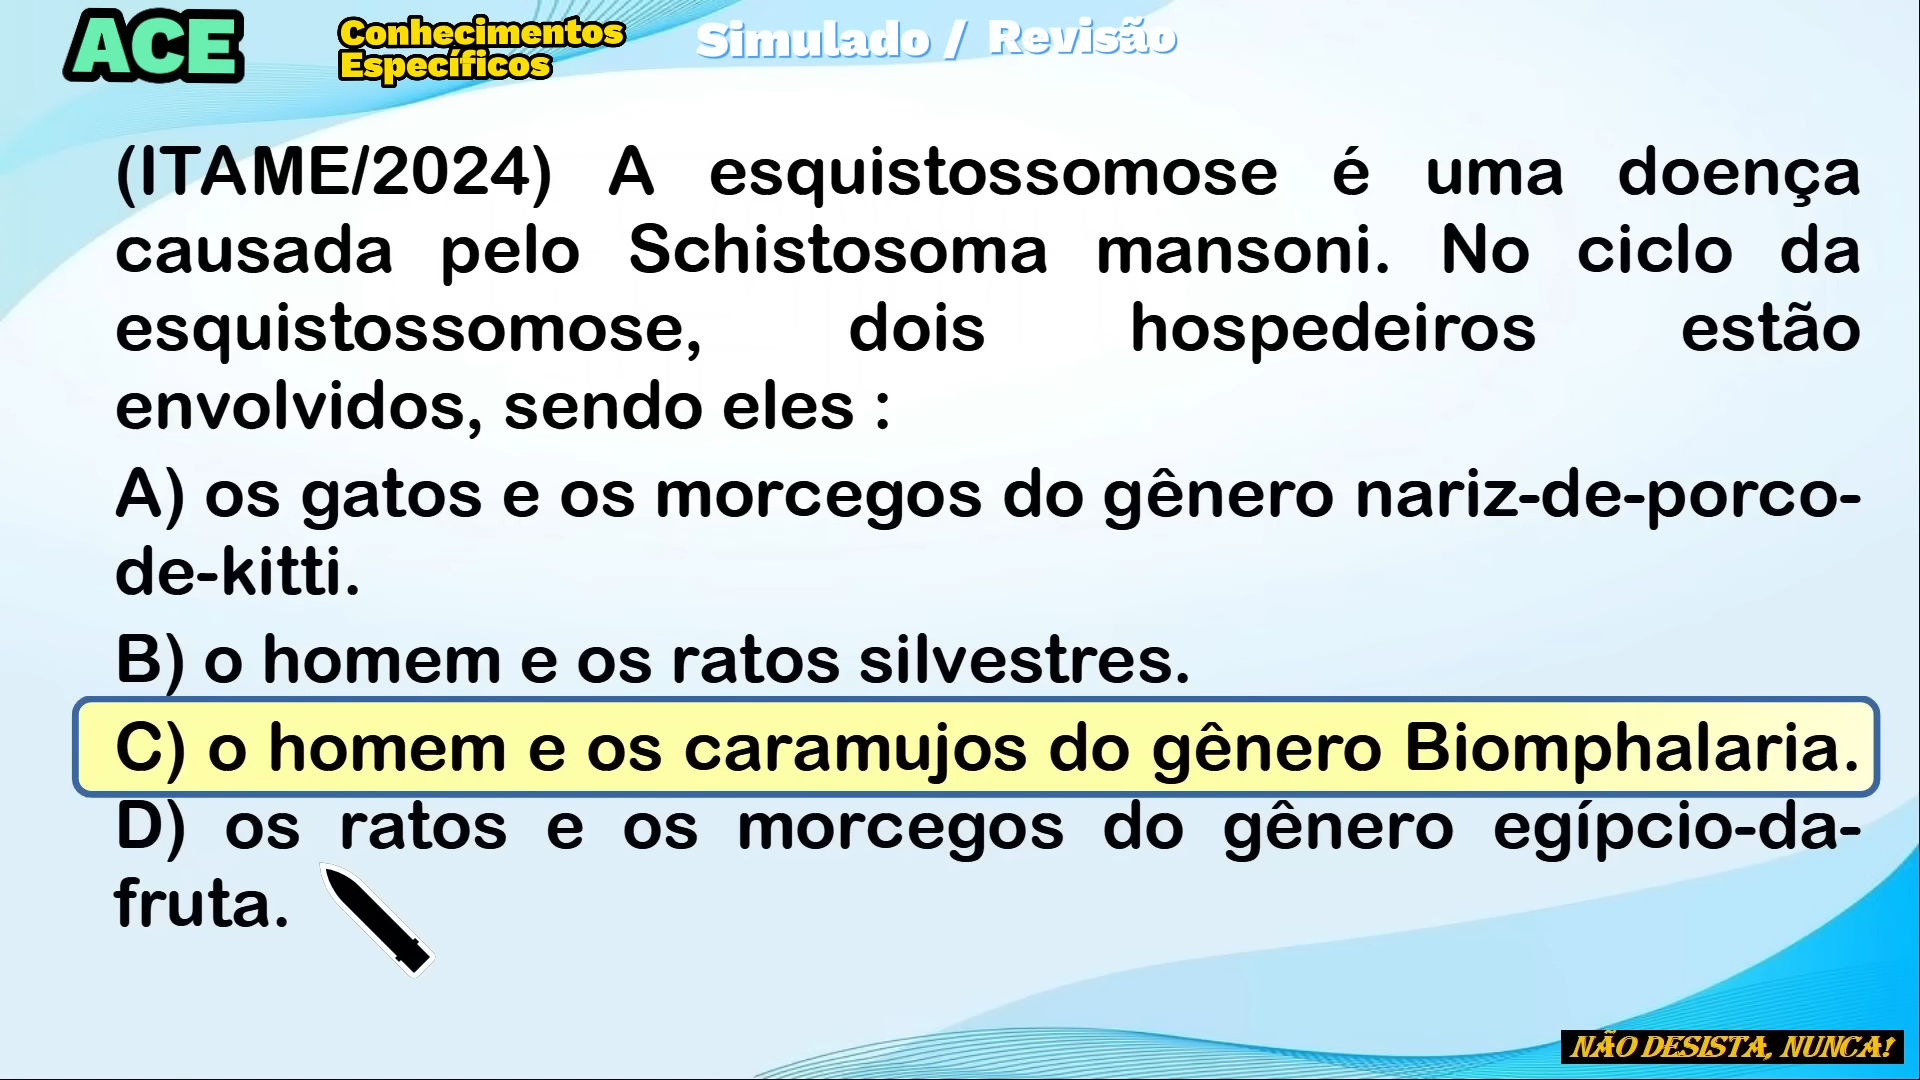 ACE
Conhecimentos
Específicos
Simulado / Revisão
(ITAME/2024) A esquistossomose é uma doença
causada pelo Schistosoma mansoni. No ciclo da
esquistossomose, dois hospedeiros estão
envolvidos, sendo eles :
A) os gatos e os morcegos do gênero nariz-de-porco-
de-kitti.
B) o homem e os ratos silvestres.
C) o homem e os caramujos do gênero Biomphalaria.
D) os ratos e os morcegos do gênero egípcio-da-
fruta.
NÃO DESISTA, NUNCA!